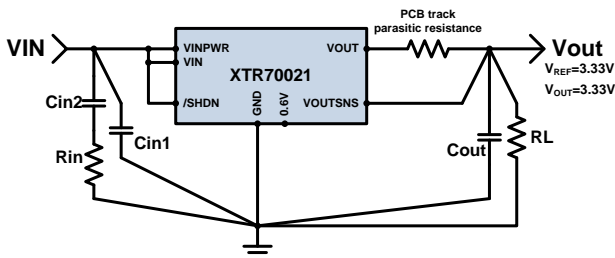 PCB track
parasitic resistance
VIN
VINPWR
VIN
/SHDN
XTR70021
VOUT
VOUTSNS
GND
0.6V
Vout
VREF=3.33V
VOUT=3.33V
Cin2
Cin1
Rin
Cout
RL